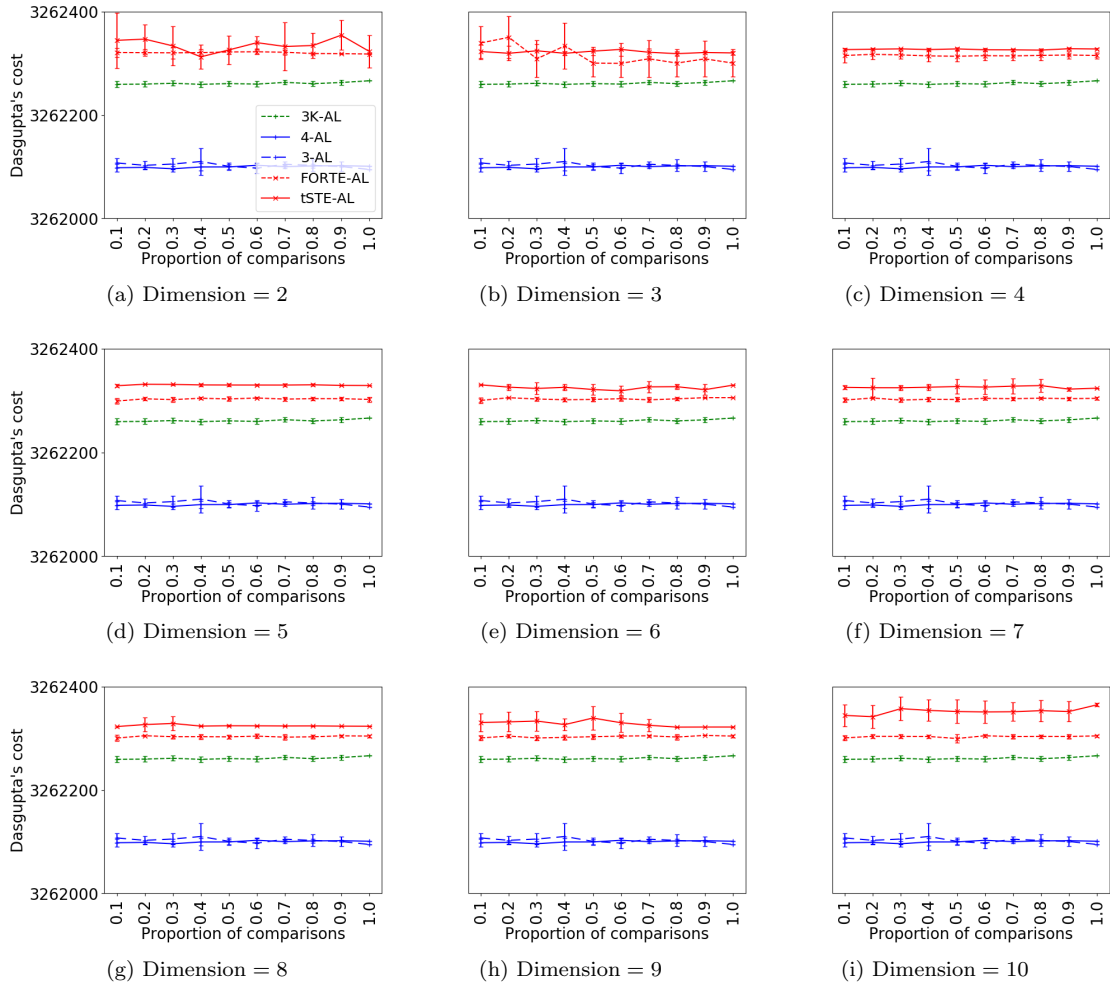 3262400
3262200
3262000
Dasgupta's cost
3K-AL
4-AL
3-AL
FORTE-AL
tSTE-AL
0.1 0.2 0.3 0.4 0.5 0.6 0.7 0.8 0.9 1.0
Proportion of comparisons
(a) Dimension = 2
0.1 0.2 0.3 0.4 0.5 0.6 0.7 0.8 0.9 1.0
Proportion of comparisons
(b) Dimension = 3
0.1 0.2 0.3 0.4 0.5 0.6 0.7 0.8 0.9 1.0
Proportion of comparisons
(c) Dimension = 4
3262400
3262200
3262000
Dasgupta's cost
0.1 0.2 0.3 0.4 0.5 0.6 0.7 0.8 0.9 1.0
Proportion of comparisons
(d) Dimension = 5
0.1 0.2 0.3 0.4 0.5 0.6 0.7 0.8 0.9 1.0
Proportion of comparisons
(e) Dimension = 6
0.1 0.2 0.3 0.4 0.5 0.6 0.7 0.8 0.9 1.0
Proportion of comparisons
(f) Dimension = 7
3262400
3262200
3262000
Dasgupta's cost
0.1 0.2 0.3 0.4 0.5 0.6 0.7 0.8 0.9 1.0
Proportion of comparisons
(g) Dimension = 8
0.1 0.2 0.3 0.4 0.5 0.6 0.7 0.8 0.9 1.0
Proportion of comparisons
(h) Dimension = 9
0.1 0.2 0.3 0.4 0.5 0.6 0.7 0.8 0.9 1.0
Proportion of comparisons
(i) Dimension = 10